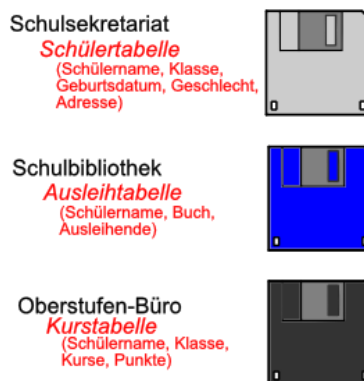 Schulsekretariat
Schülertabelle
(Schülername, Klasse,
Geburtsdatum, Geschlecht,
Adresse)
Schulbibliothek
Ausleihtabelle
(Schülername, Buch,
Ausleihende)
Oberstufen-Büro
Kurstabelle
(Schülername, Klasse,
Kurse, Punkte)